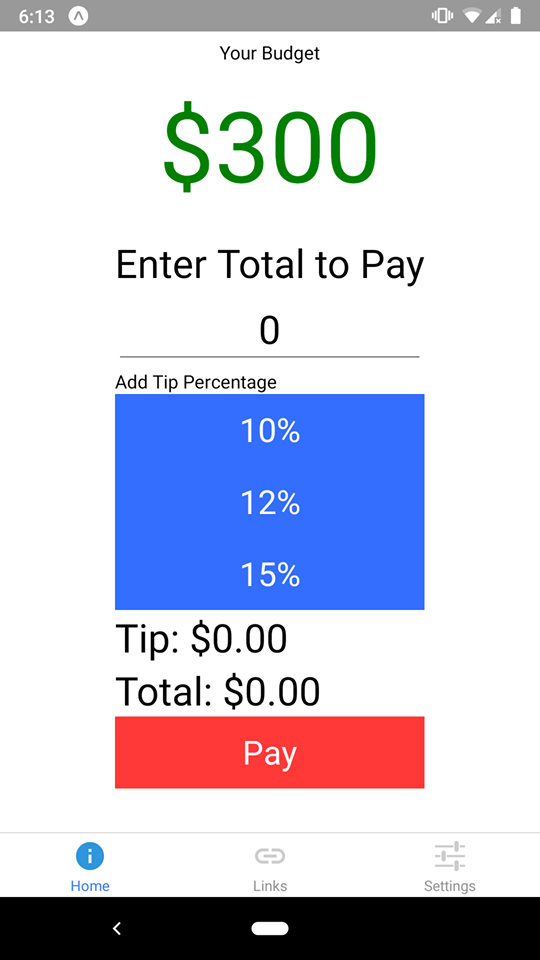 6:13
Your Budget
$300
Enter Total to Pay
0
Add Tip Percentage
10%
12%
15%
Tip: $0.00
Total: $0.00
Pay
Home
Links
Settings